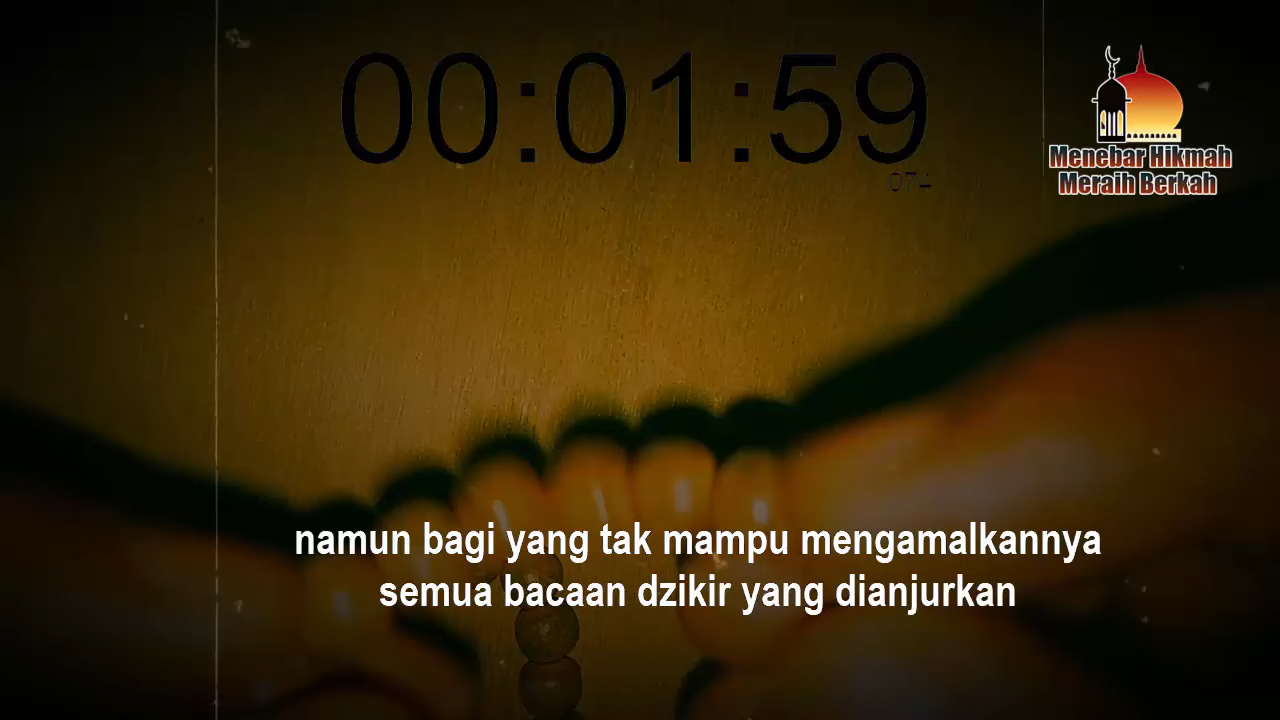 00:01:59
Menebar Hikmah
Meraih Berkah
namun bagi yang tak mampu mengamalkannya
semua bacaan dzikir yang dianjurkan